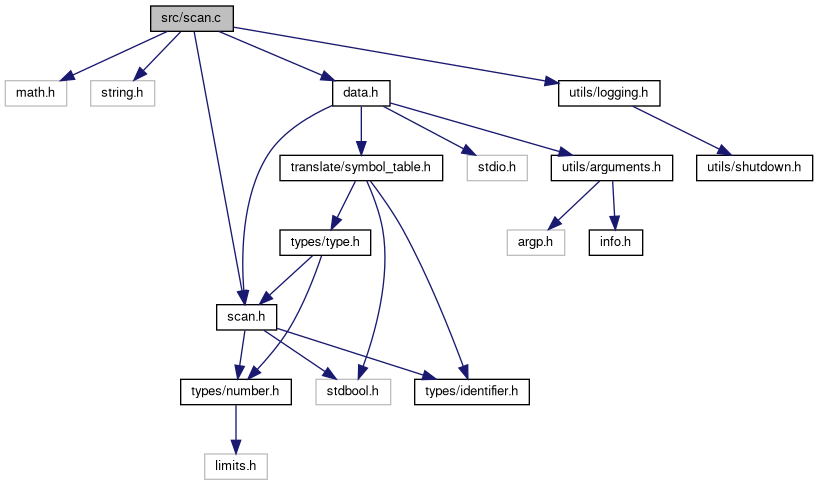 src/scan.c
math.h
string.h
data.h
utils/logging.h
translate/symbol_table.h
stdio.h
utils/arguments.h
utils/shutdown.h
types/type.h
argp.h
info.h
scan.h
types/number.h
stdbool.h
types/identifier.h
limits.h